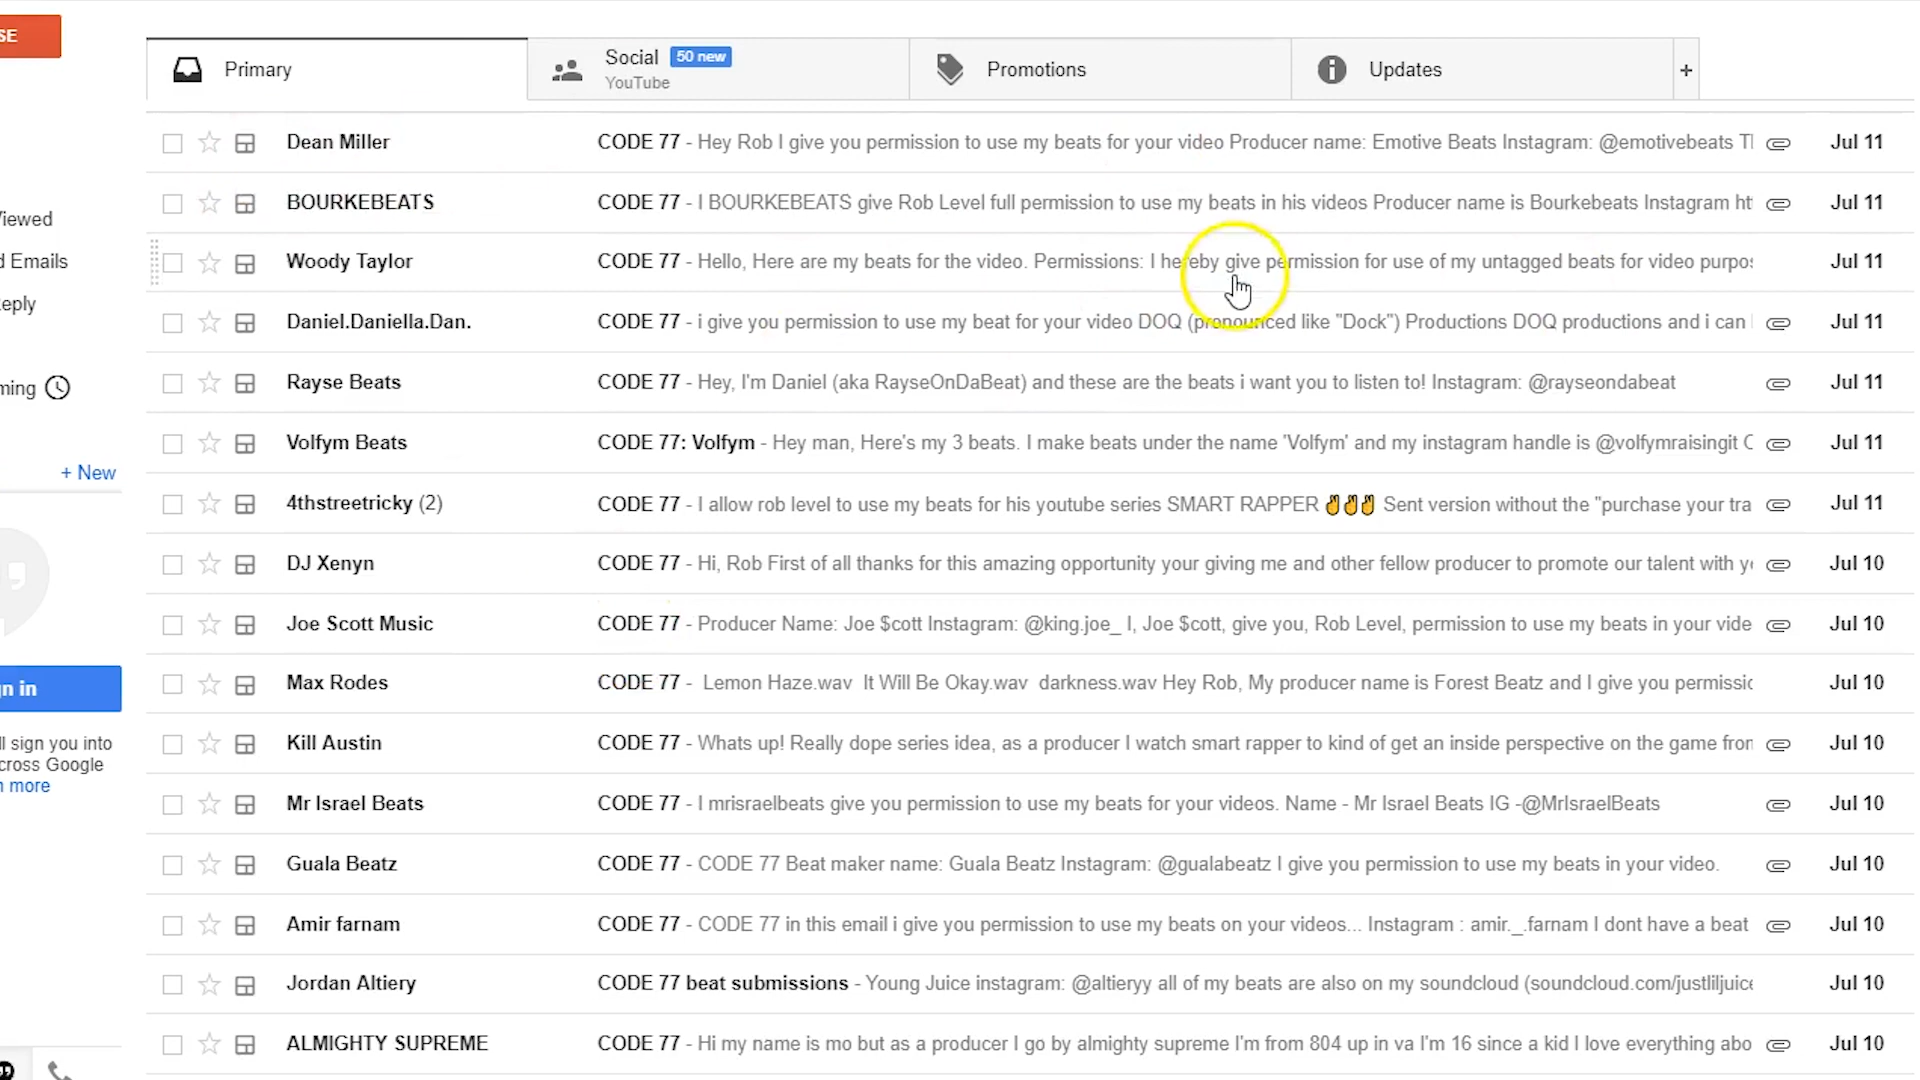 SE
Primary
Social 50 new
YouTube
Promotions
Updates
+
Dean Miller CODE 77 - Hey Rob I give you permission to use my beats for your video Producer name: Emotive Beats Instagram: @emotivebeats Jul 11
BOURKEBEATS CODE 77 - I BOURKEBEATS give Rob Level full permission to use my beats in his videos Producer name is Bourkebeats Instagram ht Jul 11
iewed
Woody Taylor CODE 77 - Hello, Here are my beats for the video. Permissions: I hereby give permission for use of my untagged beats for video purpos Jul 11
d Emails
eply
Daniel.Daniella.Dan. CODE 77 - i give you permission to use my beat for your video DOQ (pronounced like "Dock") Productions DOQ productions and i can Jul 11
ming
Rayse Beats CODE 77 - Hey, I'm Daniel (aka RayseOnDaBeat) and these are the beats i want you to listen to! Instagram: @rayseondabeat Jul 11
Volfym Beats CODE 77: Volfym - Hey man, Here's my 3 beats. I make beats under the name 'Volfym' and my instagram handle is @volfymraisingit Jul 11
+ New
4thstreetricky (2) CODE 77 - I allow rob level to use my beats for his youtube series SMART RAPPER ✌✌✌ Sent version without the "purchase your tra Jul 11
DJ Xenyn CODE 77 - Hi, Rob First of all thanks for this amazing opportunity your giving me and other fellow producer to promote our talent with Jul 10
Joe Scott Music CODE 77 - Producer Name: Joe $cott Instagram: @king.joe_ I, Joe $cott, give you, Rob Level, permission to use my beats in your vide Jul 10
Max Rodes CODE 77 - Lemon Haze.wav It Will Be Okay.wav darkness.wav Hey Rob, My producer name is Forest Beatz and I give you permissic Jul 10
n in
Kill Austin CODE 77 - Whats up! Really dope series idea, as a producer I watch smart rapper to kind of get an inside perspective on the game fron Jul 10
ll sign you into
cross Google
n more
Mr Israel Beats CODE 77 - I mrisraelbeats give you permission to use my beats for your videos. Name - Mr Israel Beats IG -@MrIsraelBeats Jul 10
Guala Beatz CODE 77 - CODE 77 Beat maker name: Guala Beatz Instagram: @gualabeatz I give you permission to use my beats in your video. Jul 10
Amir farnam CODE 77 - CODE 77 in this email i give you permission to use my beats on your videos... Instagram : amir._.farnam I dont have a beat Jul 10
Jordan Altiery CODE 77 beat submissions - Young Juice instagram: @altieryy all of my beats are also on my soundcloud (soundcloud.com/justliljuice Jul 10
ALMIGHTY SUPREME CODE 77 - Hi my name is mo but as a producer I go by almighty supreme I'm from 804 up in va I'm 16 since a kid I love everything abo Jul 10